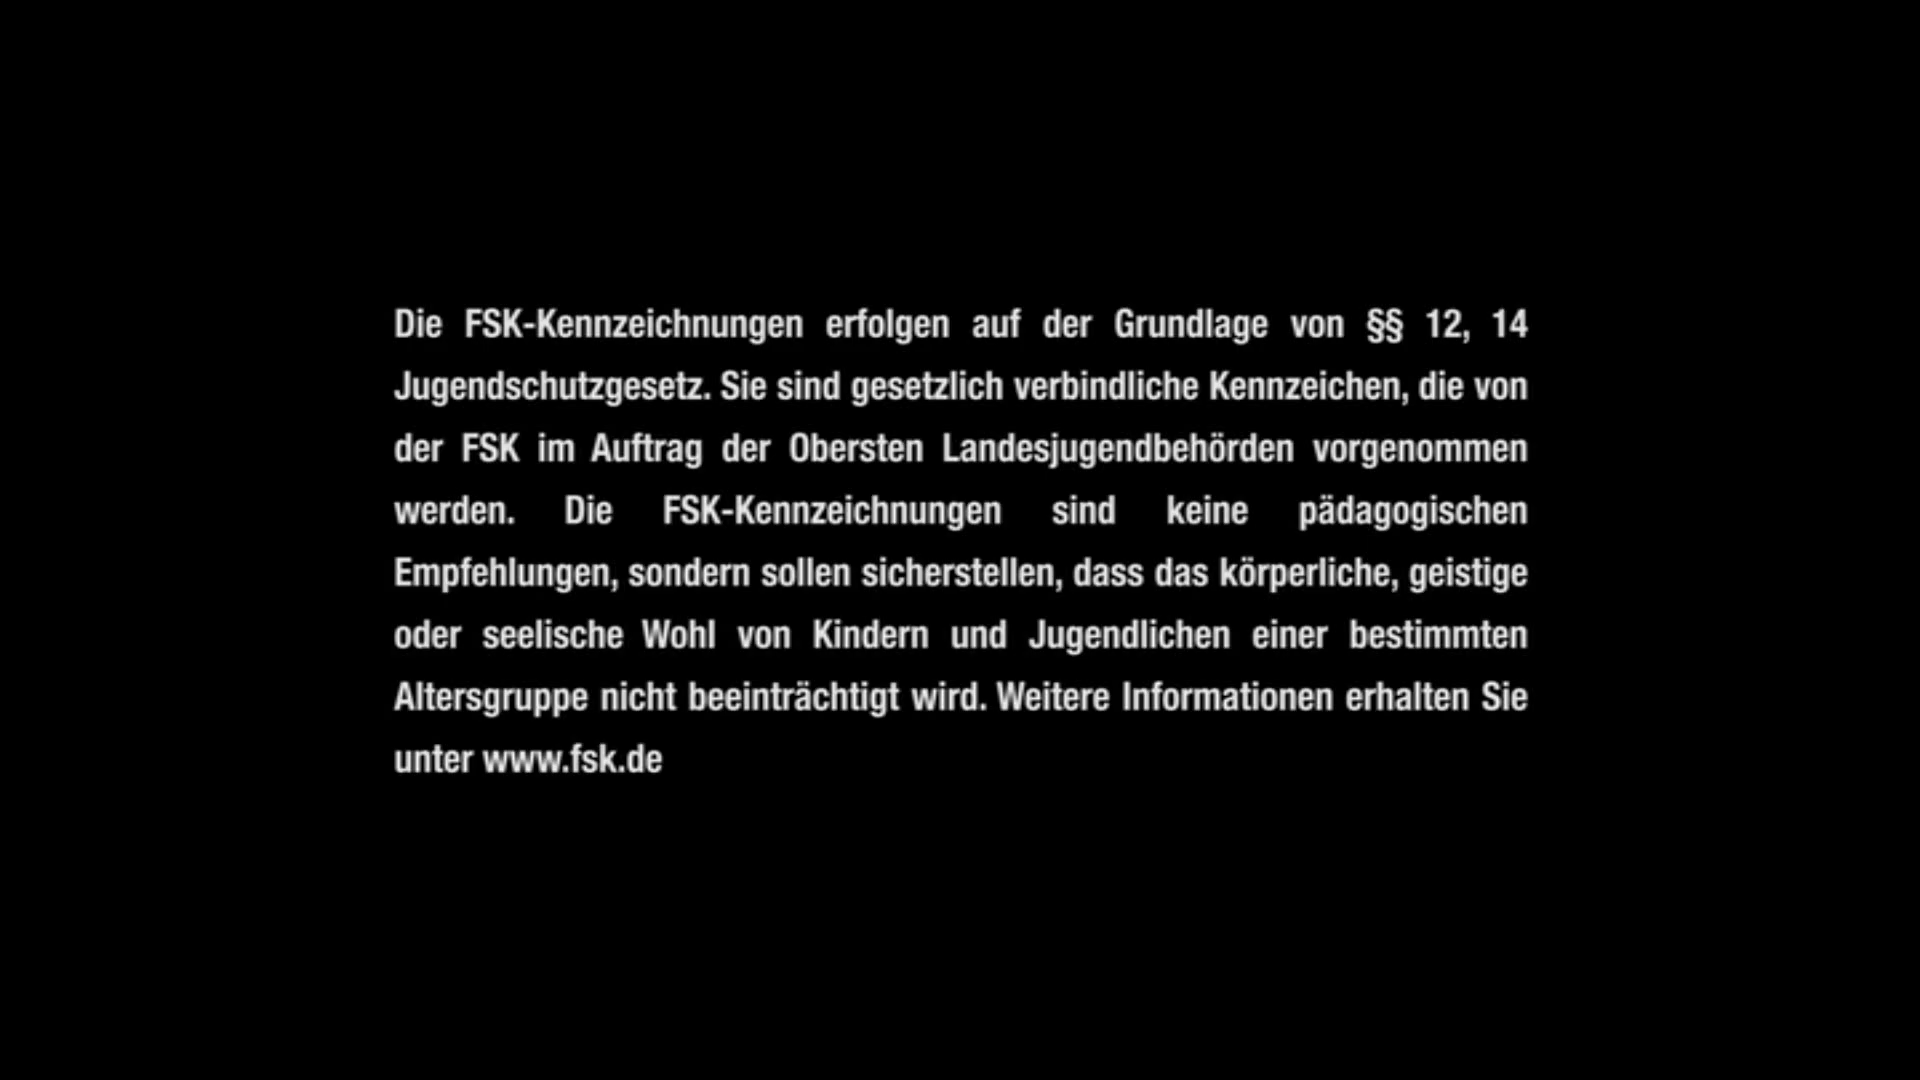 Die FSK-Kennzeichnungen erfolgen auf der Grundlage von §§ 12, 14
Jugendschutzgesetz. Sie sind gesetzlich verbindliche Kennzeichen, die von
der FSK im Auftrag der Obersten Landesjugendbehörden vorgenommen
werden. Die FSK-Kennzeichnungen sind keine pädagogischen
Empfehlungen, sondern sollen sicherstellen, dass das körperliche, geistige
oder seelische Wohl von Kindern und Jugendlichen einer bestimmten
Altersgruppe nicht beeinträchtigt wird. Weitere Informationen erhalten Sie
unter www.fsk.de